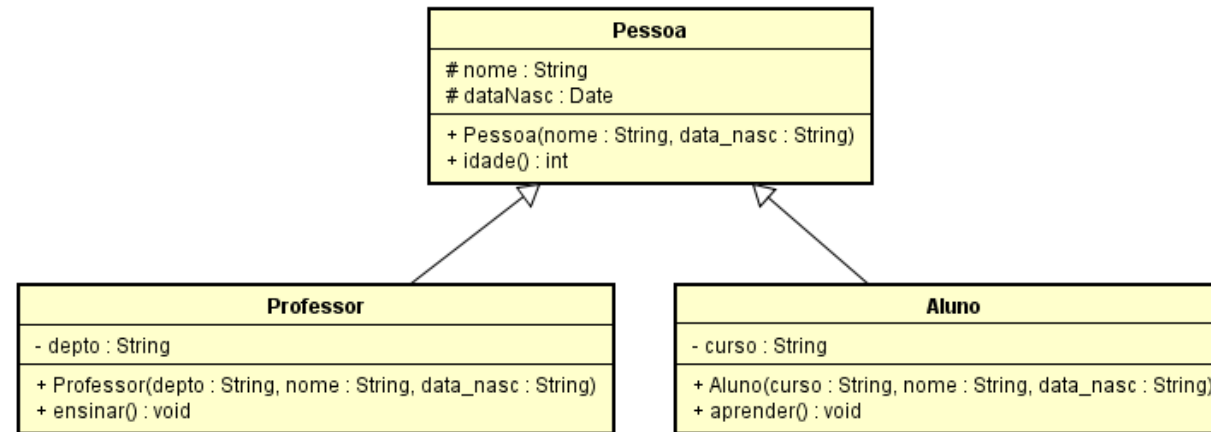 Pessoa
# nome : String
# dataNasc : Date
+ Pessoa(nome : String, data_nasc : String)
+ idade() : int
Professor
- depto : String
+ Professor(depto : String, nome : String, data_nasc : String)
+ ensinar() : void
Aluno
- curso : String
+ Aluno(curso : String, nome : String, data_nasc : String)
+ aprender() : void